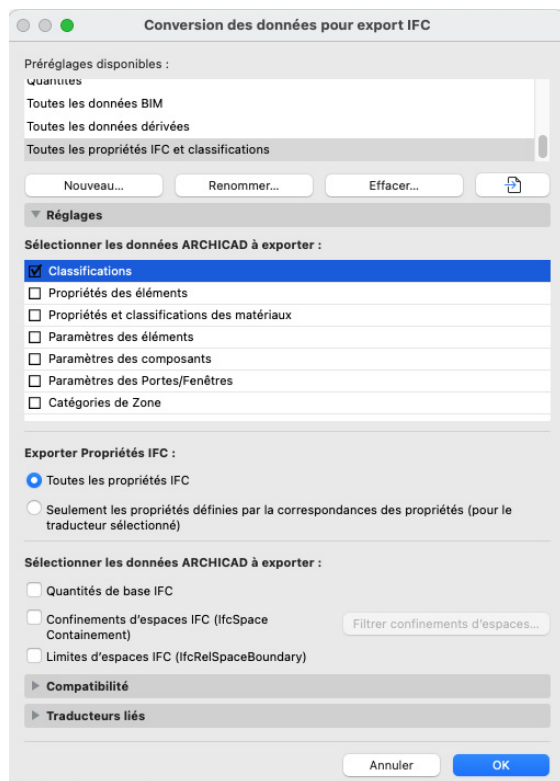 Conversion des données pour export IFC
Préréglages disponibles :
Quantités
Toutes les données BIM
Toutes les données dérivées
Toutes les propriétés IFC et classifications
Nouveau...
Renommer...
Effacer...
Réglages
Sélectionner les données ARCHICAD à exporter :
Classifications
Propriétés des éléments
Propriétés et classifications des matériaux
Paramètres des éléments
Paramètres des composants
Paramètres des Portes/Fenêtres
Catégories de Zone
Exporter Propriétés IFC :
Toutes les propriétés IFC
Seulement les propriétés définies par la correspondances des propriétés (pour le
traducteur sélectionné)
Sélectionner les données ARCHICAD à exporter :
Quantités de base IFC
Confinements d'espaces IFC (IfcSpace
Containement)
Filtrer confinements d'espaces...
Limites d'espaces IFC (IfcRelSpaceBoundary)
Compatibilité
Traducteurs liés
Annuler
OK